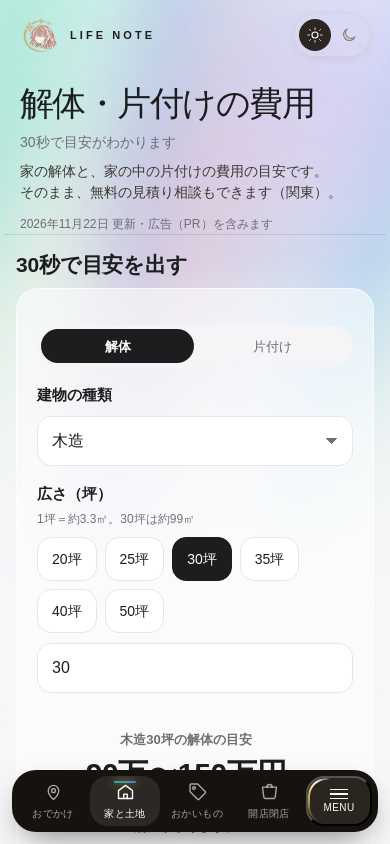 LIFE NOTE
解体・片付けの費用
30秒で目安がわかります
家の解体と、家の中の片付けの費用の目安です。
そのまま、無料の見積り相談もできます（関東）。
2026年11月22日 更新・広告（PR）を含みます
30秒で目安を出す
解体
片付け
建物の種類
木造
広さ（坪）
1坪＝約3.3㎡。30坪は約99㎡
20坪
25坪
30坪
35坪
40坪
50坪
30
木造30坪の解体の目安
90万〜150万円
おでかけ
家と土地
おかいもの
開店閉店
MENU